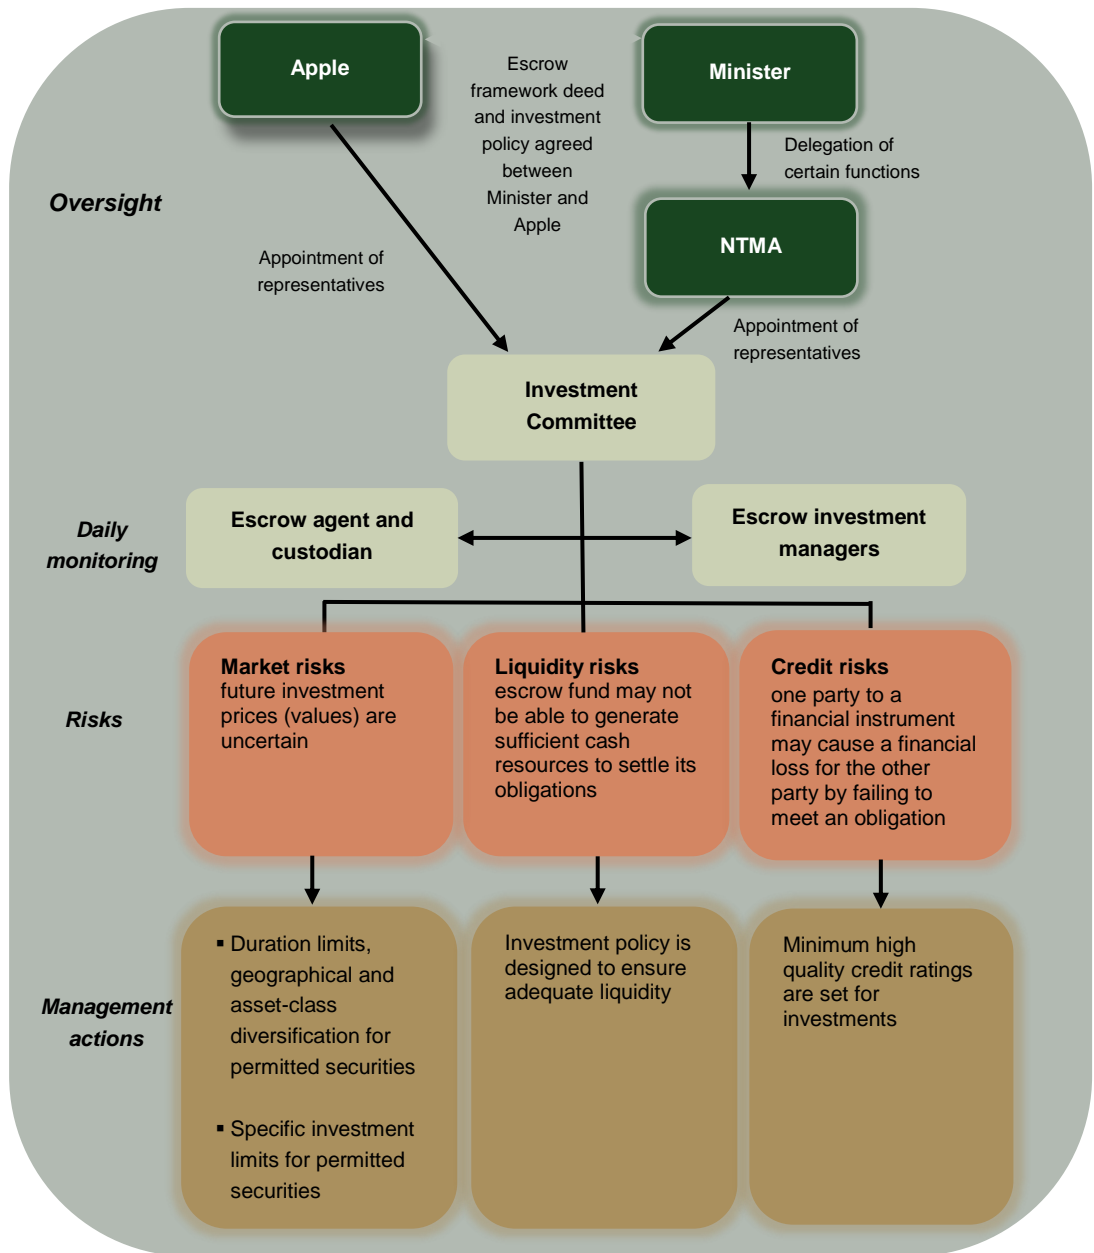 Apple
Escrow
framework deed
and investment
policy agreed
between
Minister and
Apple
Minister
Delegation of
certain functions
Oversight
NTMA
Appointment of
representatives
Appointment of
representatives
Investment
Committee
Daily
monitoring
Escrow agent and
custodian
Escrow investment
managers
Risks
Market risks
future investment
prices (values) are
uncertain
Liquidity risks
escrow fund may not
be able to generate
sufficient cash
resources to settle its
obligations
Credit risks
one party to a
financial instrument
may cause a financial
loss for the other
party by failing to
meet an obligation
Management
actions
▪ Duration limits,
geographical and
asset-class
diversification for
permitted securities
▪ Specific investment
limits for permitted
securities
Investment policy is
designed to ensure
adequate liquidity
Minimum high
quality credit ratings
are set for
investments